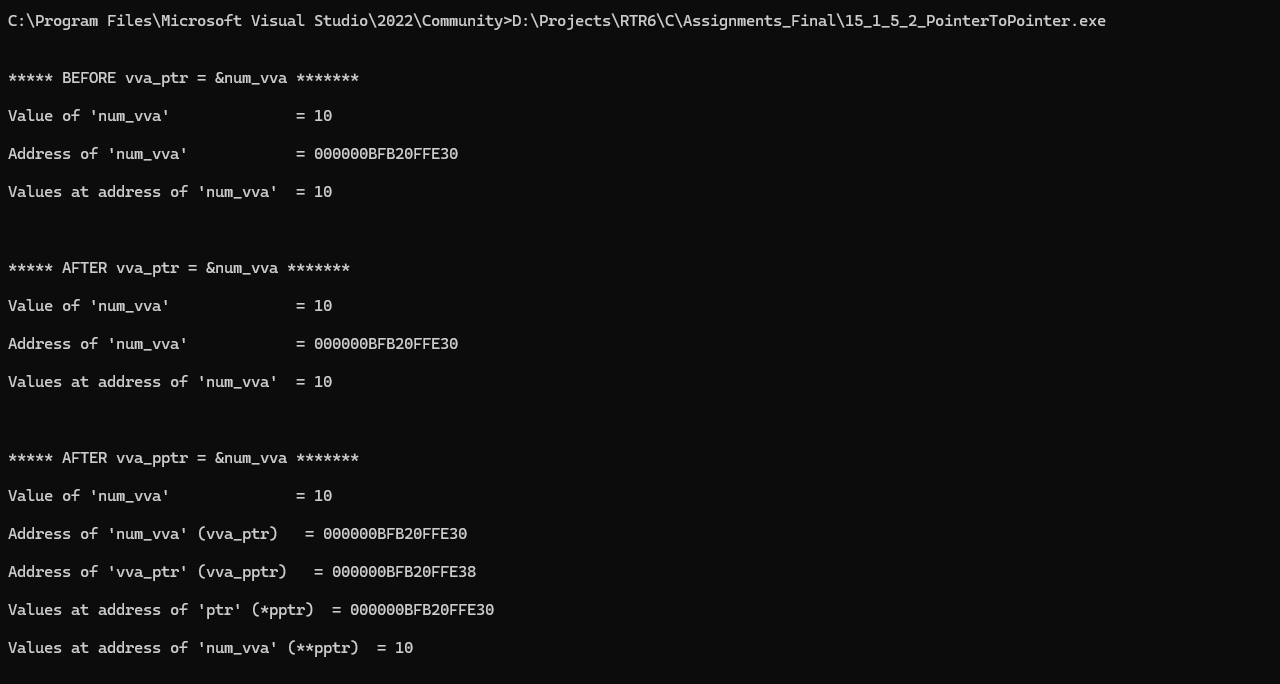 C:\Program Files\Microsoft Visual Studio\2022\Community>D:\Projects\RTR6\C\Assignments_Final\15_1_5_2_PointerToPointer.exe
***** BEFORE vva_ptr = &num_vva *******
Value of 'num_vva'              = 10
Address of 'num_vva'            = 000000BFB20FFE30
Values at address of 'num_vva'  = 10
***** AFTER vva_ptr = &num_vva *******
Value of 'num_vva'              = 10
Address of 'num_vva'            = 000000BFB20FFE30
Values at address of 'num_vva'  = 10
***** AFTER vva_pptr = &num_vva *******
Value of 'num_vva'              = 10
Address of 'num_vva' (vva_ptr)   = 000000BFB20FFE30
Address of 'vva_ptr' (vva_pptr)   = 000000BFB20FFE38
Values at address of 'ptr' (*pptr)  = 000000BFB20FFE30
Values at address of 'num_vva' (**pptr)  = 10